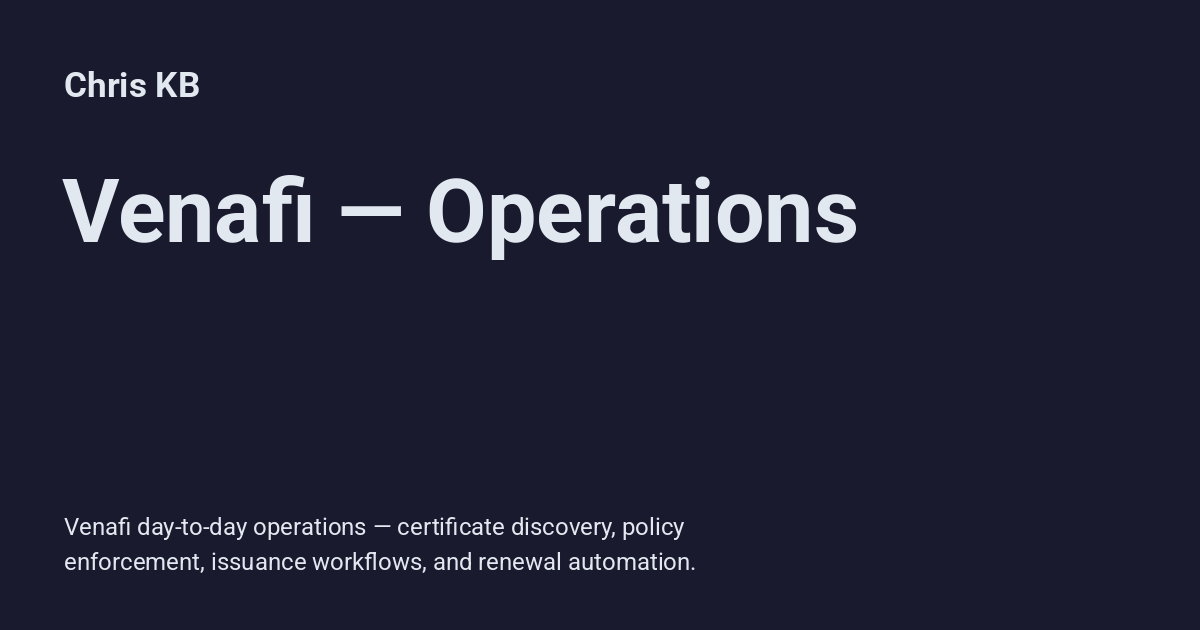 Chris KB
Venafi — Operations
Venafi day-to-day operations — certificate discovery, policy
enforcement, issuance workflows, and renewal automation.